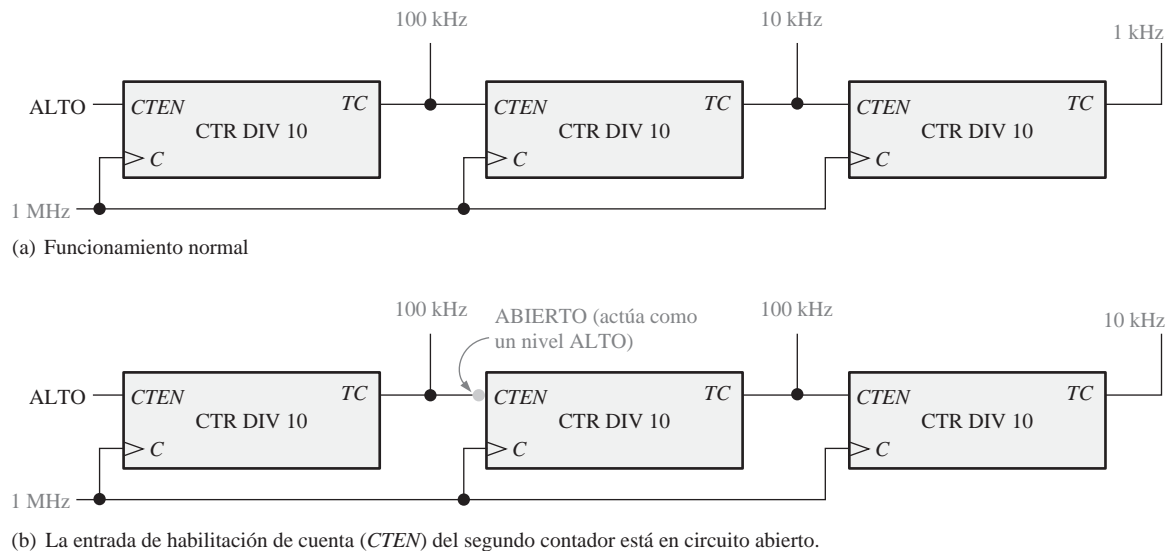 100 kHz
10 kHz
1 kHz
ALTO
CTEN
TC
CTR DIV 10
C
CTEN
TC
CTR DIV 10
C
CTEN
TC
CTR DIV 10
C
1 MHz
(a) Funcionamiento normal
100 kHz
ABIERTO (actúa como
un nivel ALTO)
100 kHz
10 kHz
ALTO
CTEN
TC
CTR DIV 10
C
CTEN
TC
CTR DIV 10
C
CTEN
TC
CTR DIV 10
C
1 MHz
(b) La entrada de habilitación de cuenta (CTEN) del segundo contador está en circuito abierto.